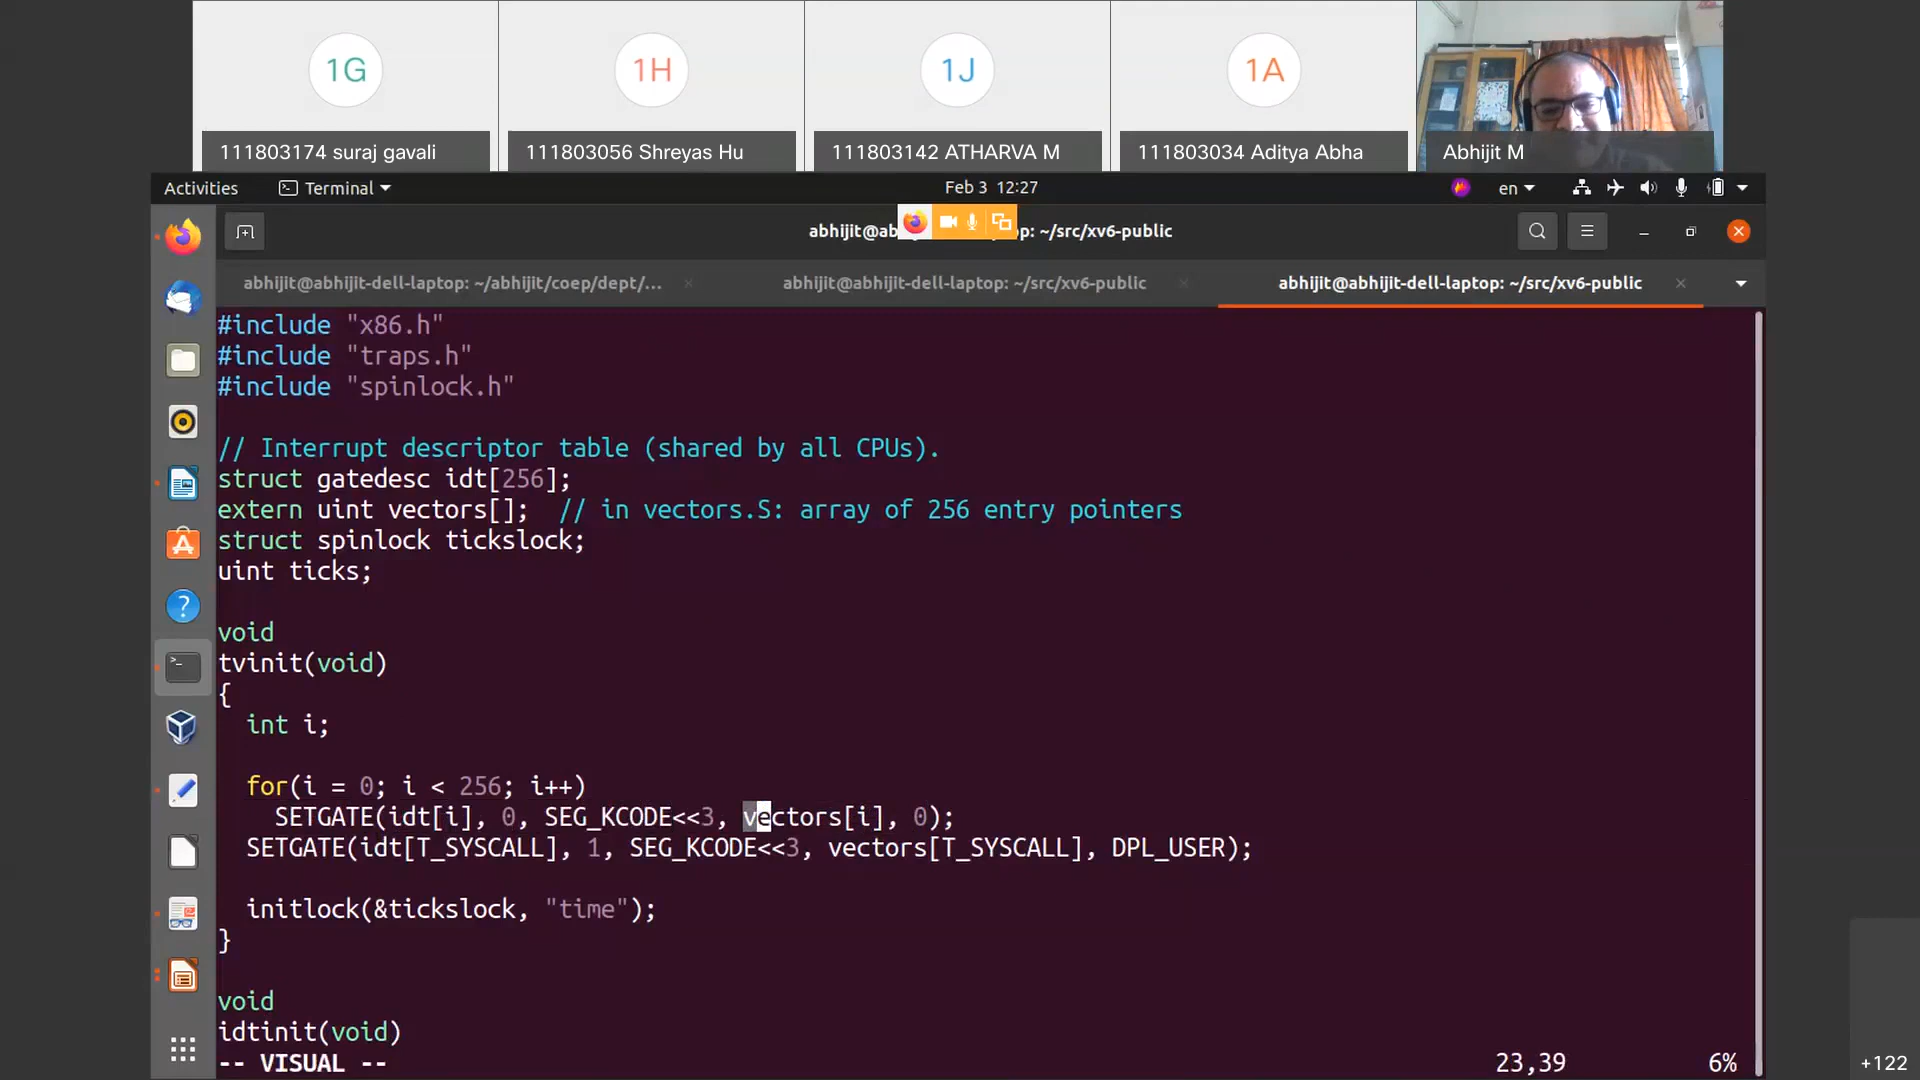 1G
1H
1J
1A
111803174 suraj gavali
111803056 Shreyas Hu
111803142 ATHARVA M
111803034 Aditya Abha
Abhijit M
Activities
Terminal
Feb 3 12:27
en
abhijit@ab
op: ~/src/xv6-public
abhijit@abhijit-dell-laptop: ~/abhijit/coep/dept/...
abhijit@abhijit-dell-laptop: ~/src/xv6-public
abhijit@abhijit-dell-laptop: ~/src/xv6-public
#include "x86.h"
#include "traps.h"
#include "spinlock.h"
// Interrupt descriptor table (shared by all CPUs).
struct gatedesc idt[256];
extern uint vectors[];  // in vectors.S: array of 256 entry pointers
struct spinlock tickslock;
uint ticks;
void
tvinit(void)
{
  int i;
  for(i = 0; i < 256; i++)
    SETGATE(idt[i], 0, SEG_KCODE<<3, vectors[i], 0);
  SETGATE(idt[T_SYSCALL], 1, SEG_KCODE<<3, vectors[T_SYSCALL], DPL_USER);
  initlock(&tickslock, "time");
}
void
idtinit(void)
-- VISUAL --
23,39
6%
+122